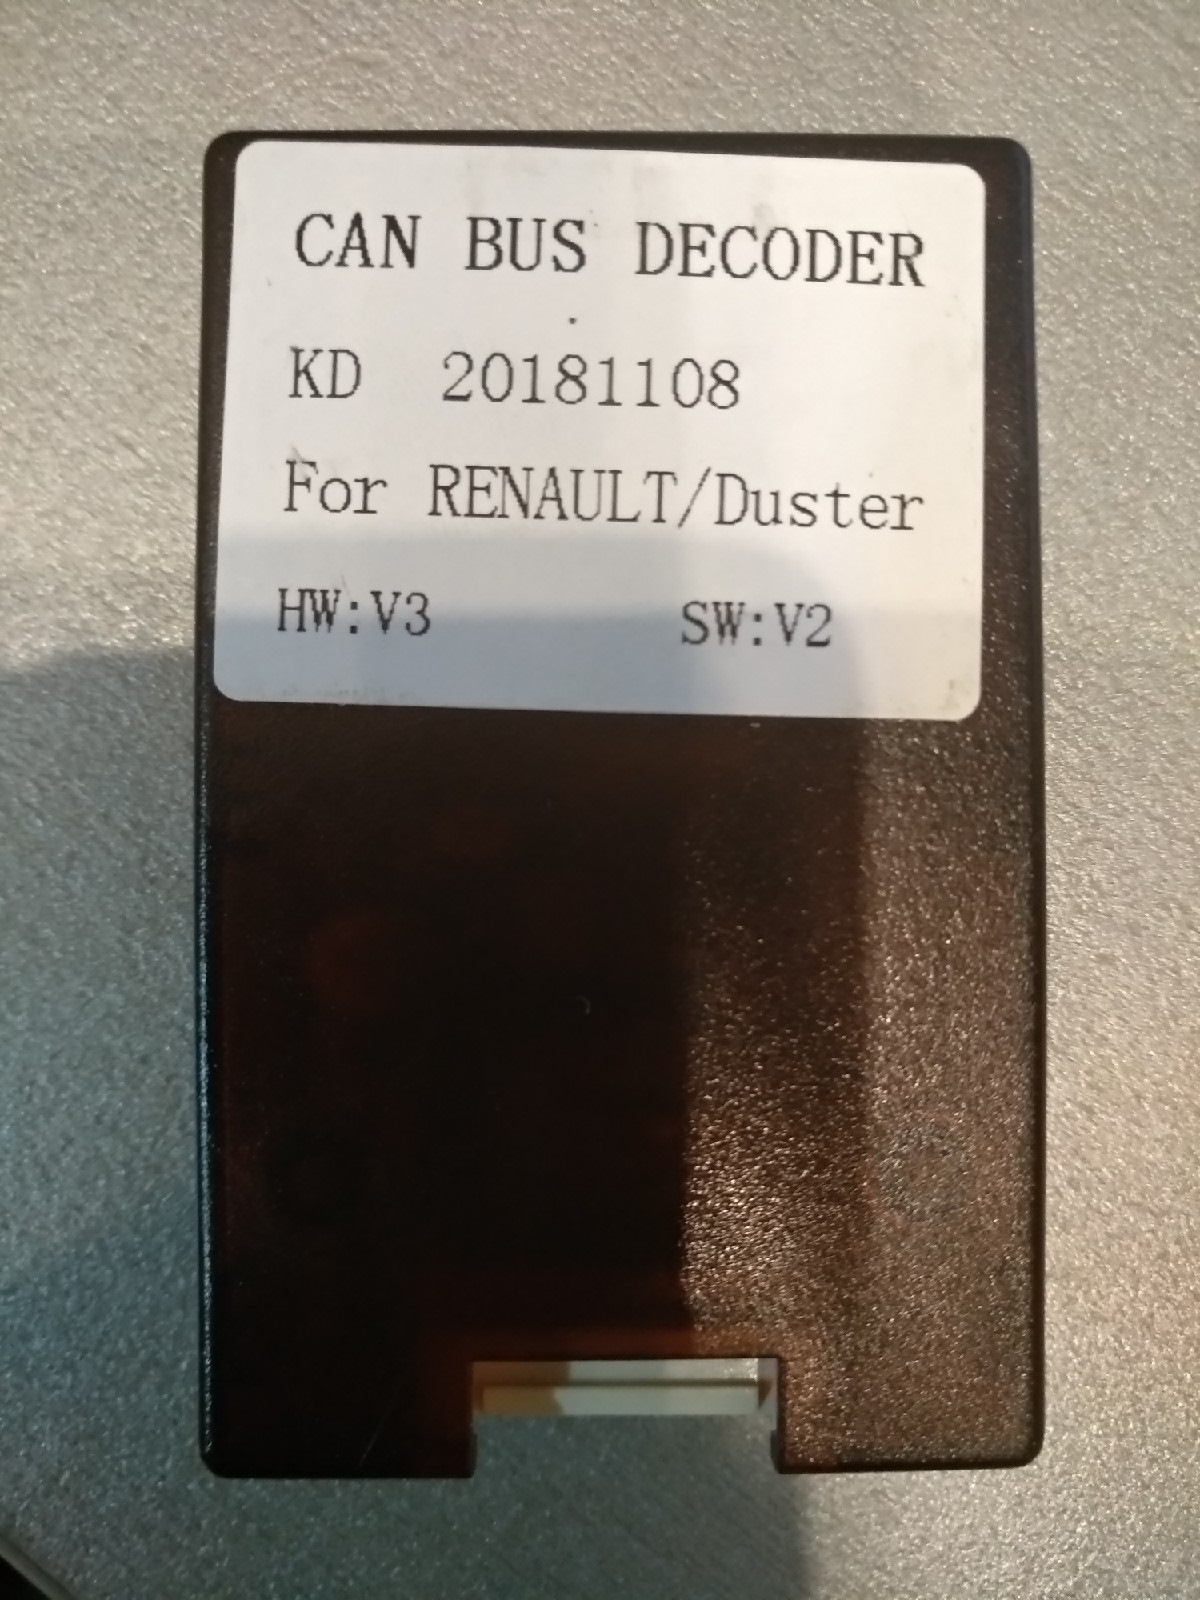 CAN BUS DECODER
KD 20181108
For RENAULT/Duster
HW:V3 SW:V2